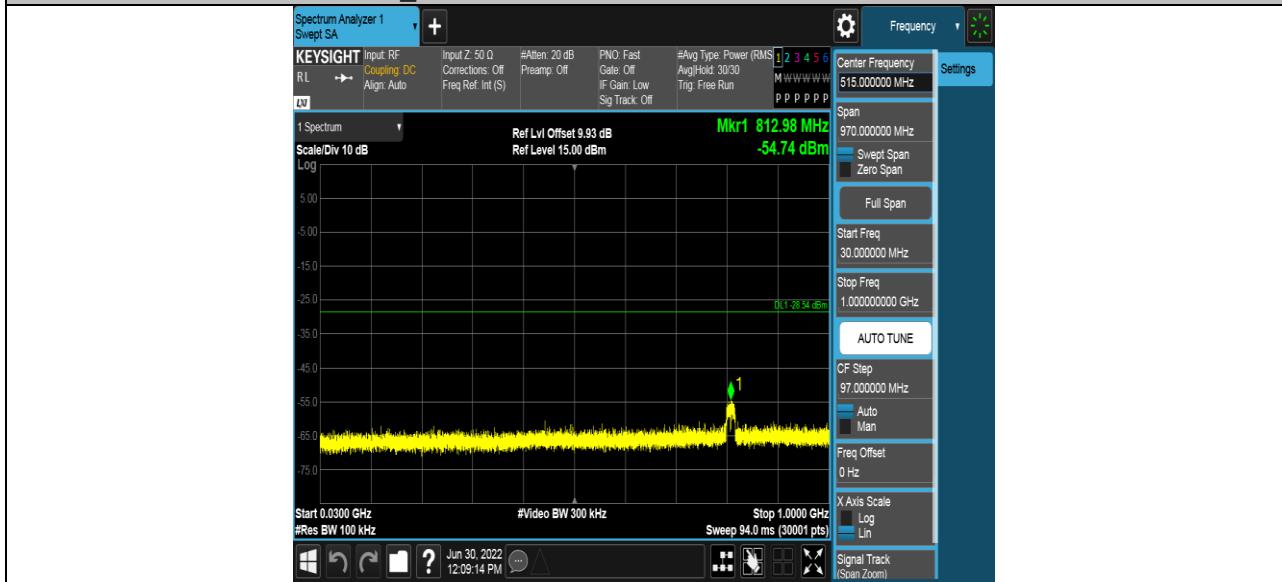 Spectrum Analyzer 1
Swept SA
+
Frequency
KEYSIGHT
RL
LXI
Input: RF
Coupling: DC
Align: Auto
Input Z: 50 Ω
Corrections: Off
Freq Ref: Int (S)
#Atten: 20 dB
Preamp: Off
PNO: Fast
Gate: Off
IF Gain: Low
Sig Track: Off
#Avg Type: Power (RMS
Avg|Hold: 30/30
Trig: Free Run
1 2 3 4 5 6
M W W W W W
P P P P P P
1 Spectrum
Scale/Div 10 dB
Ref Lvl Offset 9.93 dB
Ref Level 15.00 dBm
Mkr1 812.98 MHz
-54.74 dBm
Log
5.00
-5.00
-15.0
-25.0
DL1 -28.54 dBm
-35.0
-45.0
1
-55.0
-65.0
-75.0
Start 0.0300 GHz
#Res BW 100 kHz
#Video BW 300 kHz
Stop 1.0000 GHz
Sweep 94.0 ms (30001 pts)
?
Jun 30, 2022
12:09:14 PM
Center Frequency
515.000000 MHz
Span
970.000000 MHz
Swept Span
Zero Span
Full Span
Start Freq
30.000000 MHz
Stop Freq
1.000000000 GHz
AUTO TUNE
CF Step
97.000000 MHz
Auto
Man
Freq Offset
0 Hz
X Axis Scale
Log
Lin
Signal Track
(Span Zoom)
Settings